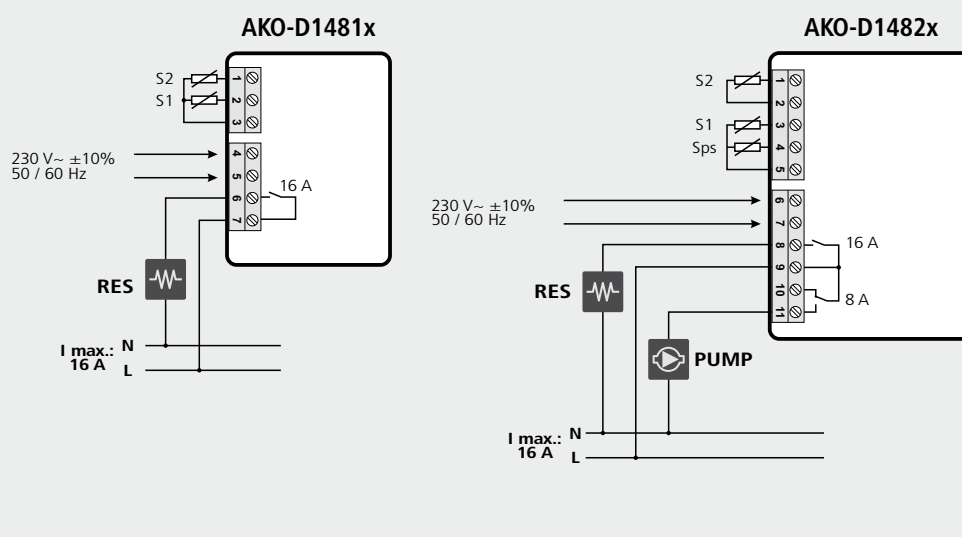 AKO-D1481x
S2
S1
1
2
3
230 V~ ±10%
50 / 60 Hz
4
5
6
7
16 A
RES
I max.:
16 A
N
L
AKO-D1482x
S2
S1
Sps
1
2
3
4
5
230 V~ ±10%
50 / 60 Hz
6
7
8
9
10
11
16 A
8 A
RES
PUMP
I max.:
16 A
N
L